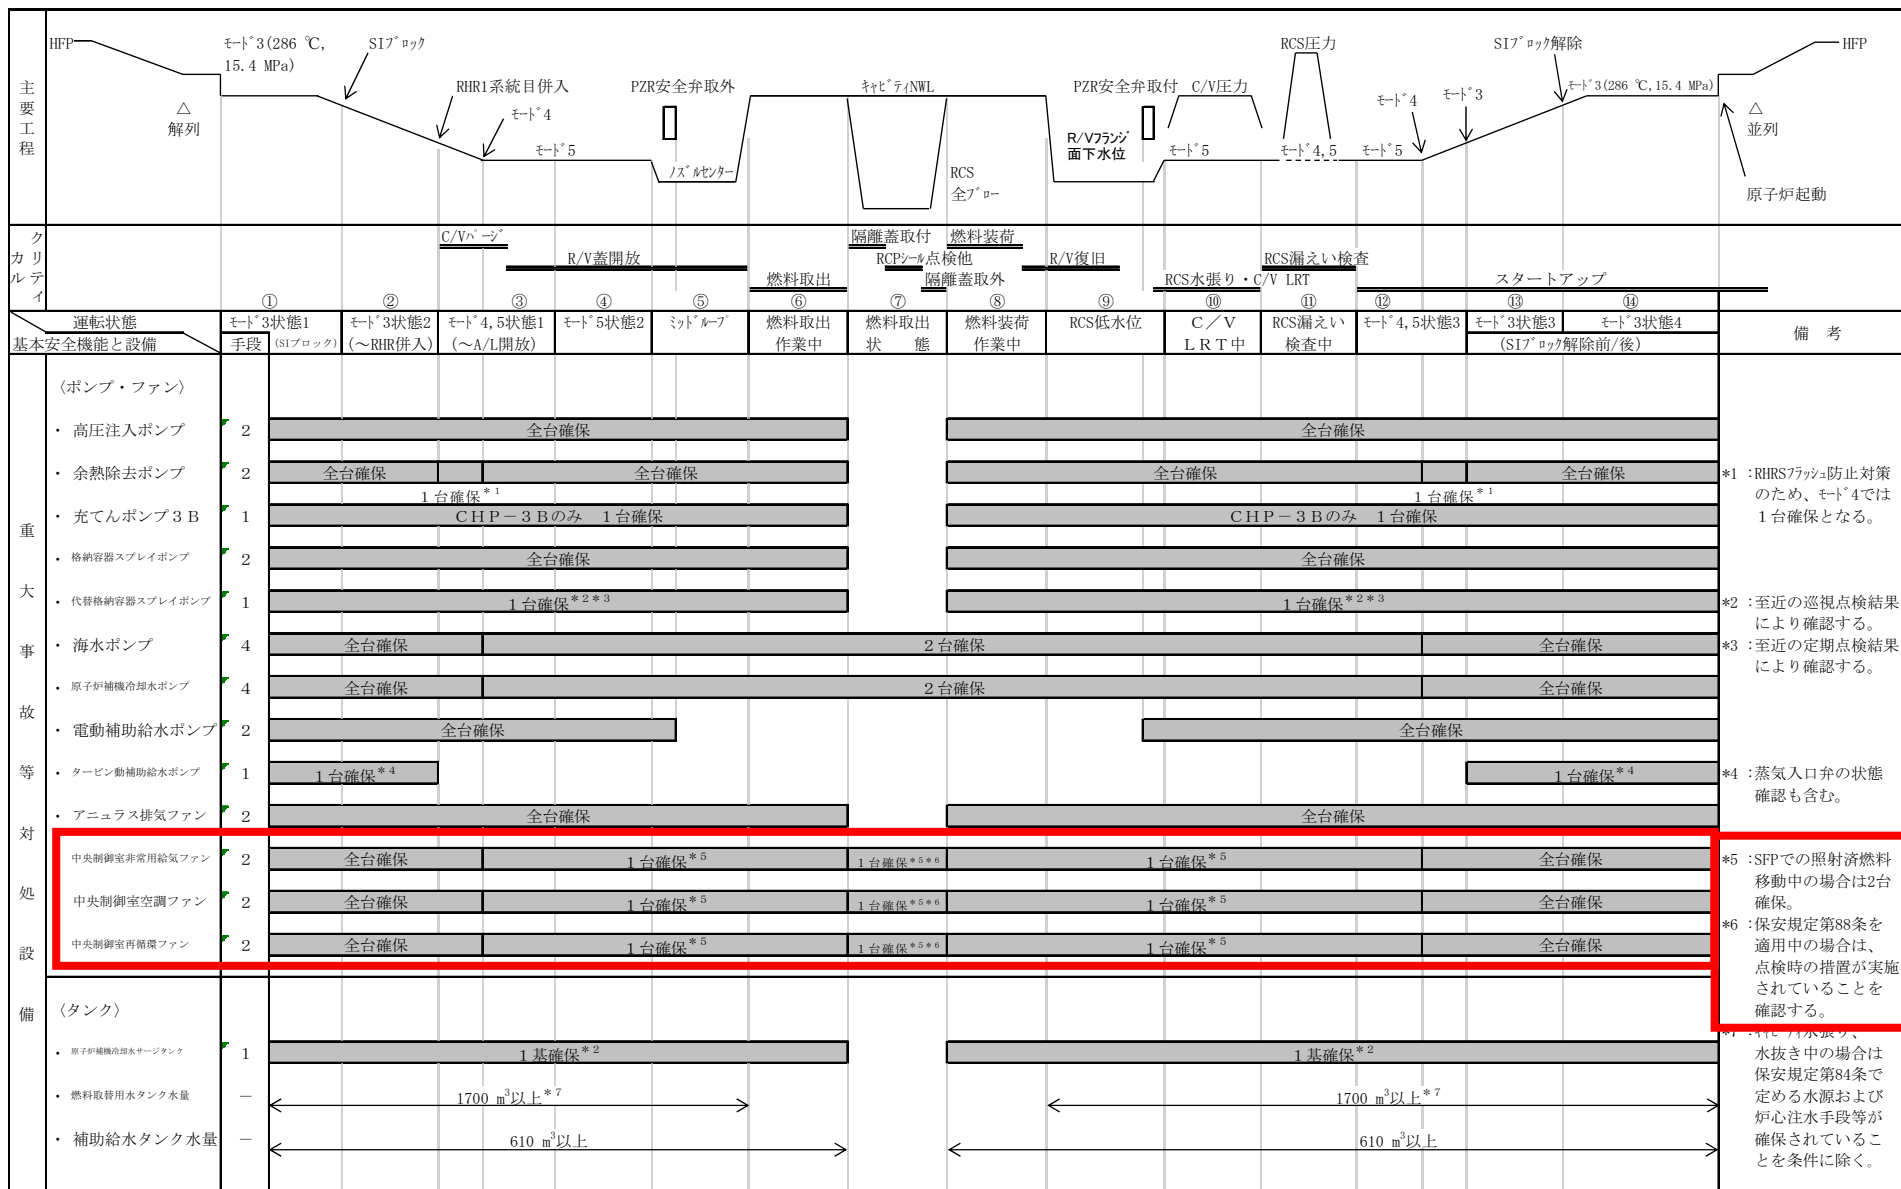 主要工程
HFP
モード3(286 ℃,
15.4 MPa)
SIブロック
RHR1系統目併入
モード4
モード5
PZR安全弁取外
ノズルセンター
キャビティNWL
RCS
全ブロー
PZR安全弁取付
R/Vフランジ
面下水位
C/V圧力
RCS圧力
モード5
モード4,5
モード5
モード4
モード3
SIブロック解除
モード3(286 ℃,15.4 MPa)
HFP
△
解列
△
並列
原子炉起動
クリティカルティ
C/Vパージ
R/V蓋開放
燃料取出
隔離蓋取付
RCPシール点検他
隔離蓋取外
燃料装荷
R/V復旧
RCS水張り・C/V LRT
RCS漏えい検査
スタートアップ
① ② ③ ④ ⑤ ⑥ ⑦ ⑧ ⑨ ⑩ ⑪ ⑫ ⑬ ⑭
運転状態
基本安全機能と設備
手段
モード3状態1
(SIブロック)
モード3状態2
(～RHR併入)
モード4,5状態1
(～A/L開放)
モード5状態2
ミッドループ
燃料取出
作業中
燃料取出
状 態
燃料装荷
作業中
RCS低水位
C/V
LRT中
RCS漏えい
検査中
モード4,5状態3
モード3状態3
モード3状態4
(SIブロック解除前/後)
備 考
重大事故等対処設備
〈ポンプ・ファン〉
・ 高圧注入ポンプ 2 全台確保 全台確保
・ 余熱除去ポンプ 2 全台確保 全台確保 全台確保 全台確保
1台確保*1 1台確保*1
・ 充てんポンプ3B 1 CHP-3Bのみ 1台確保 CHP-3Bのみ 1台確保
・ 格納容器スプレイポンプ 2 全台確保 全台確保
・ 代替格納容器スプレイポンプ 1 1台確保*2*3 1台確保*2*3
・ 海水ポンプ 4 全台確保 2台確保 全台確保
・ 原子炉補機冷却水ポンプ 4 全台確保 2台確保 全台確保
・ 電動補助給水ポンプ 2 全台確保 全台確保
・ タービン動補助給水ポンプ 1 1台確保*4 1台確保*4
・ アニュラス排気ファン 2 全台確保 全台確保
中央制御室非常用給気ファン 2 全台確保 1台確保*5 1台確保*5*6 1台確保*5 全台確保
中央制御室空調ファン 2 全台確保 1台確保*5 1台確保*5*6 1台確保*5 全台確保
中央制御室再循環ファン 2 全台確保 1台確保*5 1台確保*5*6 1台確保*5 全台確保
〈タンク〉
・ 原子炉補機冷却水サージタンク 1 1基確保*2 1基確保*2
・ 燃料取替用水タンク水量 － 1700 m³以上*7 1700 m³以上*7
・ 補助給水タンク水量 － 610 m³以上 610 m³以上
*1 :RHRSフラッシュ防止対策
のため、モード4では
1台確保となる。
*2 :至近の巡視点検結果
により確認する。
*3 :至近の定期点検結果
により確認する。
*4 :蒸気入口弁の状態
確認も含む。
*5 :SFPでの照射済燃料
移動中の場合は2台
確保。
*6 :保安規定第88条を
適用中の場合は、
点検時の措置が実施
されていることを
確認する。
*7 :キャビティ水張り、
水抜き中の場合は
保安規定第84条で
定める水源および
炉心注水手段等が
確保されているこ
とを条件に除く。